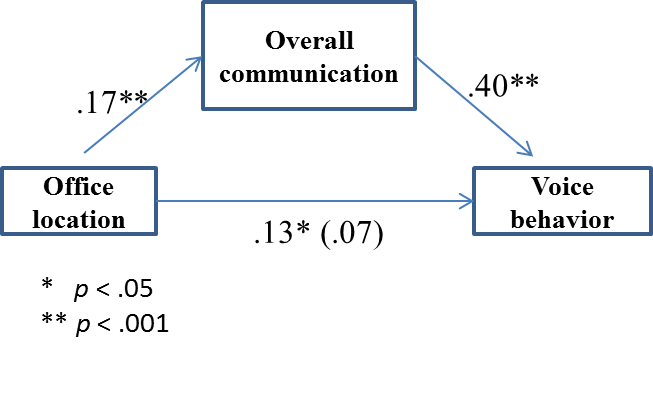 Overall
communication
.17**
.40**
Office
location
Voice
behavior
.13* (.07)
* p < .05
** p < .001